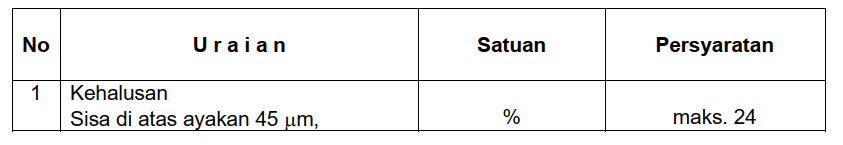 No U r a i a n Satuan Persyaratan
1 Kehalusan
Sisa di atas ayakan 45 μm, % maks. 24